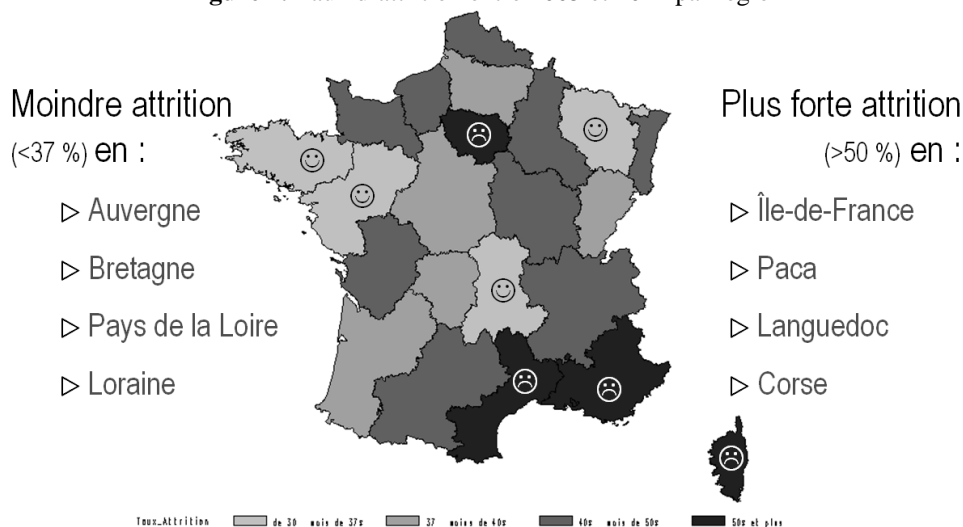 Moindre attrition
(<37 %) en :
▷ Auvergne
▷ Bretagne
▷ Pays de la Loire
▷ Loraine
Plus forte attrition
(>50 %) en :
▷ Île-de-France
▷ Paca
▷ Languedoc
▷ Corse
Taux_Attrition de 30 mois de 37% 37 moins de 40% 40% mois de 50% 50% et plus